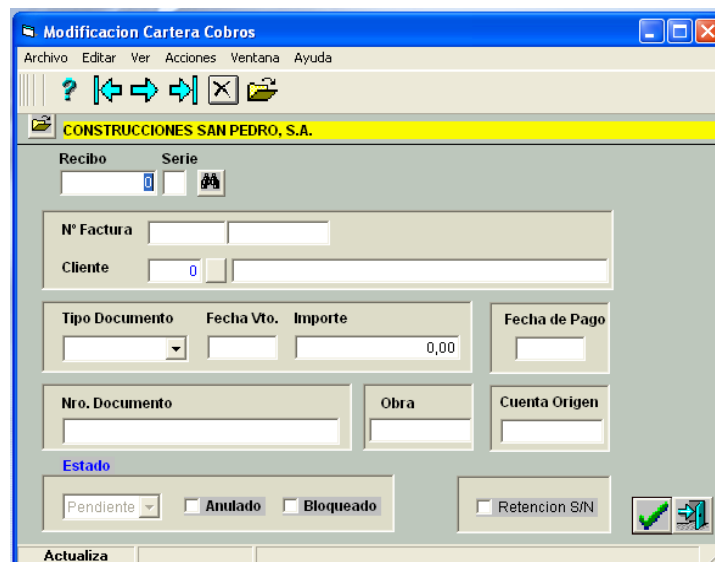 Modificacion Cartera Cobros
Archivo Editar Ver Acciones Ventana Ayuda
CONSTRUCCIONES SAN PEDRO, S.A.
Recibo Serie
0
Nº Factura
Cliente 0
Tipo Documento Fecha Vto. Importe Fecha de Pago
0,00
Nro. Documento Obra Cuenta Origen
Estado
Pendiente Anulado Bloqueado Retencion S/N
Actualiza